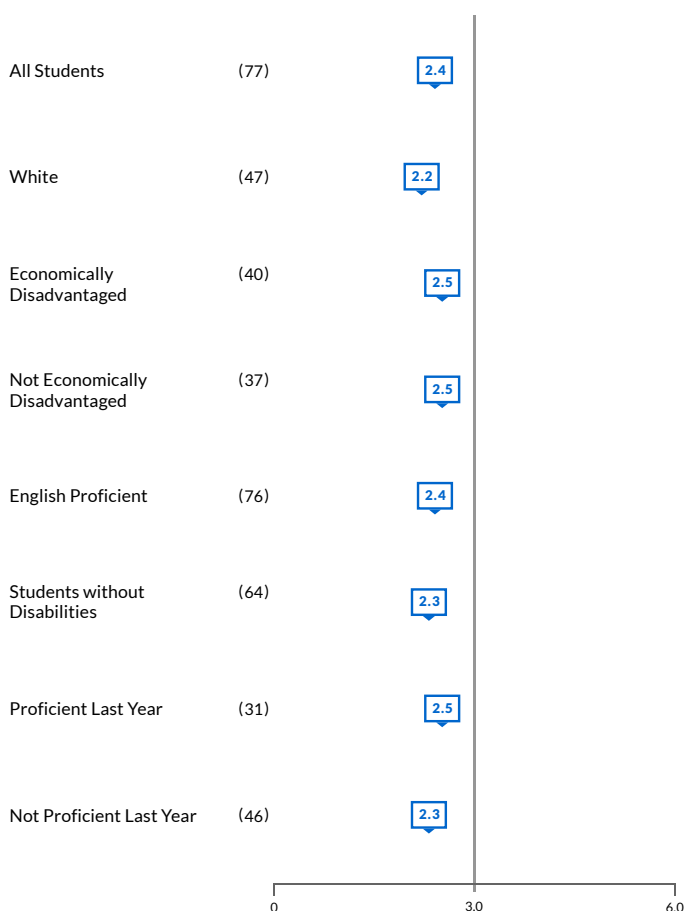 All Students (77) 2.4
White (47) 2.2
Economically (40)
Disadvantaged 2.5
Not Economically (37)
Disadvantaged 2.5
English Proficient (76) 2.4
Students without (64)
Disabilities 2.3
Proficient Last Year (31) 2.5
Not Proficient Last Year (46) 2.3
0 3.0 6.0